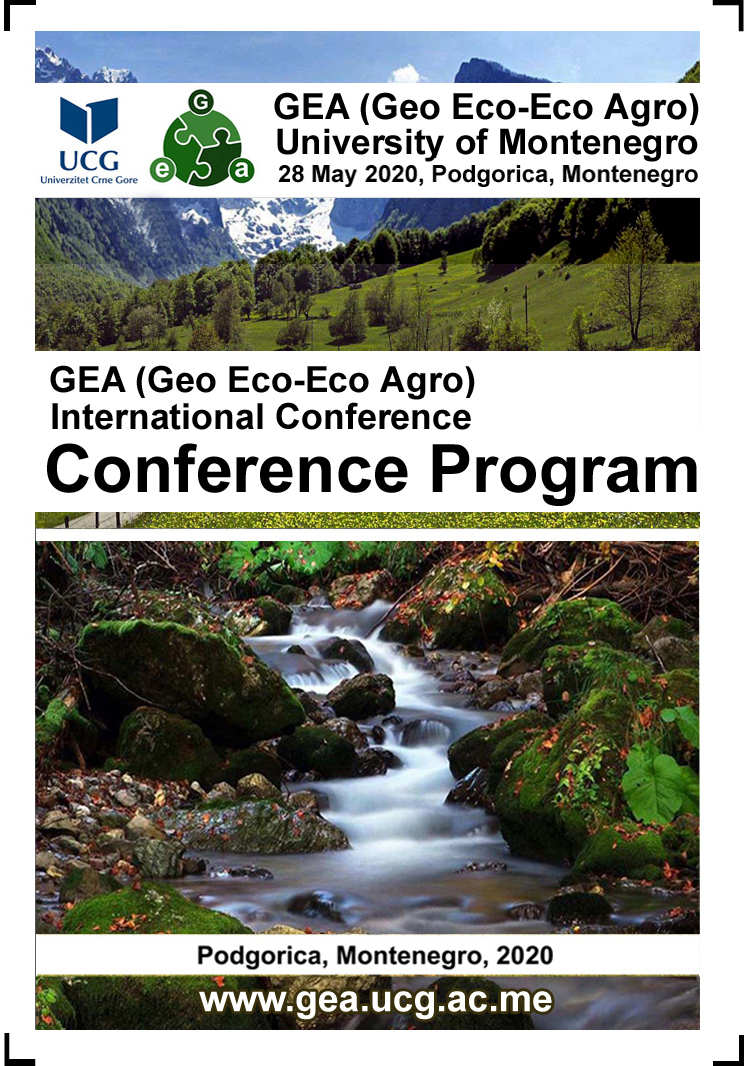 UCG
Univerzitet Crne Gore
G
e
a
GEA (Geo Eco-Eco Agro)
University of Montenegro
28 May 2020, Podgorica, Montenegro
GEA (Geo Eco-Eco Agro)
International Conference
Conference Program
Podgorica, Montenegro, 2020
www.gea.ucg.ac.me